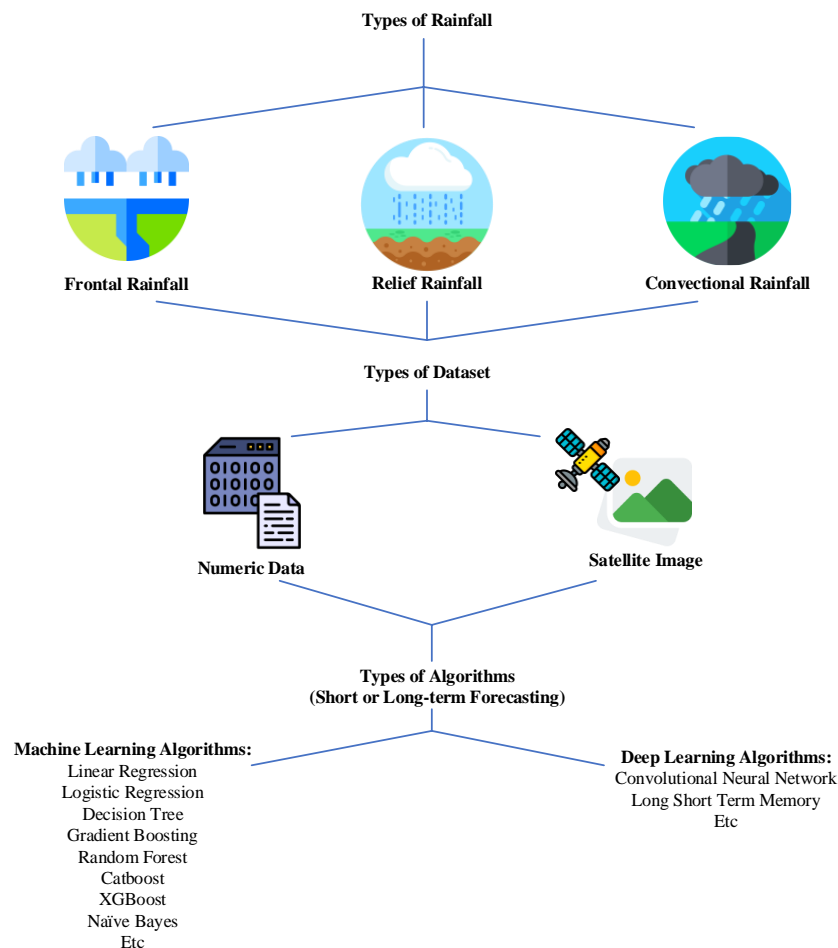 Types of Rainfall
Frontal Rainfall
Relief Rainfall
Convectional Rainfall
Types of Dataset
010100
00101
Numeric Data
Satellite Image
Types of Algorithms
(Short or Long-term Forecasting)
Machine Learning Algorithms:
Linear Regression
Logistic Regression
Decision Tree
Gradient Boosting
Random Forest
Catboost
XGBoost
Naïve Bayes
Etc
Deep Learning Algorithms:
Convolutional Neural Network
Long Short Term Memory
Etc